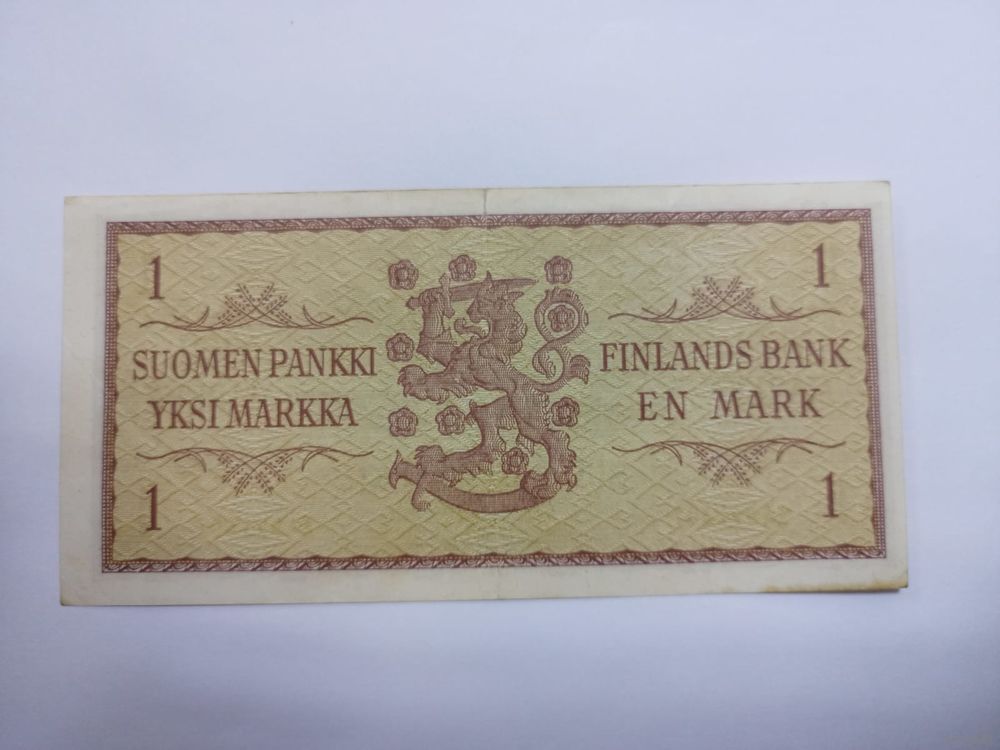 1
1
SUOMEN PANKKI
FINLANDS BANK
YKSI MARKKA
EN MARK
1
1